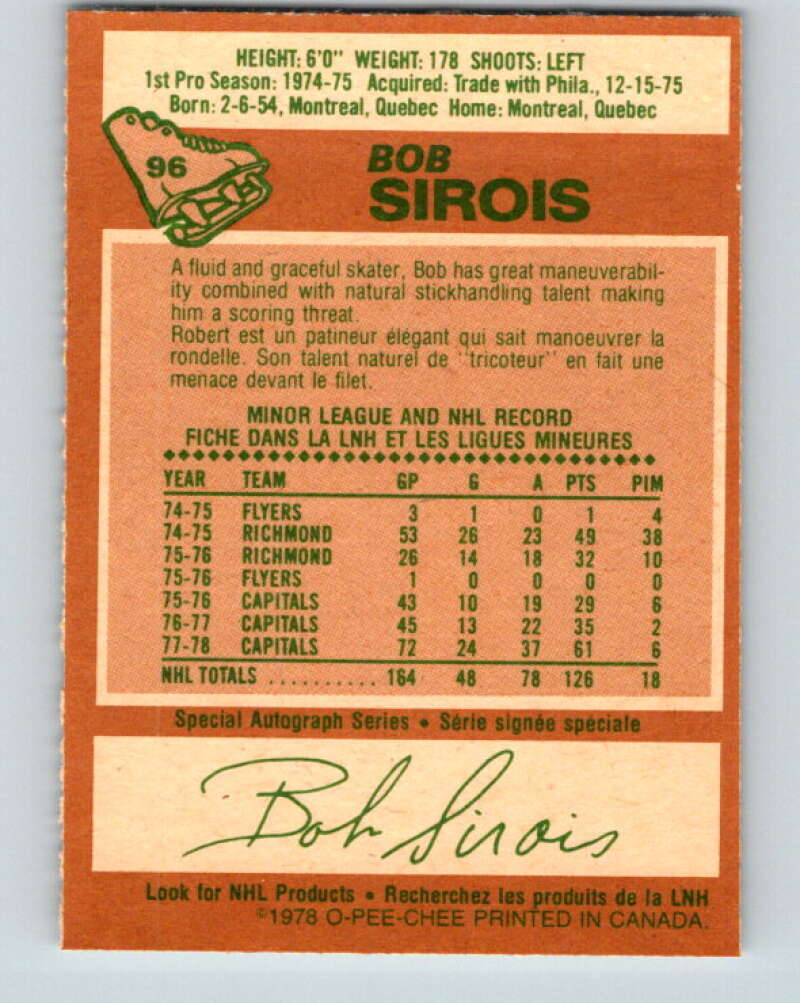 HEIGHT: 6'0" WEIGHT: 178 SHOOTS: LEFT
1st Pro Season: 1974-75 Acquired: Trade with Phila., 12-15-75
Born: 2-6-54, Montreal, Quebec Home: Montreal, Quebec
96
BOB
SIROIS
A fluid and graceful skater, Bob has great maneuverabil-
ity combined with natural stickhandling talent making
him a scoring threat.
Robert est un patineur élégant qui sait manoeuvrer la
rondelle. Son talent naturel de "tricoteur" en fait une
menace devant le filet.
MINOR LEAGUE AND NHL RECORD
FICHE DANS LA LNH ET LES LIGUES MINEURES
YEAR TEAM GP G A PTS PIM
74-75 FLYERS 3 1 0 1 4
74-75 RICHMOND 53 26 23 49 38
75-76 RICHMOND 26 14 18 32 10
75-76 FLYERS 1 0 0 0 0
75-76 CAPITALS 43 10 19 29 6
76-77 CAPITALS 45 13 22 35 2
77-78 CAPITALS 72 24 37 61 6
NHL TOTALS .......... 164 48 78 126 18
Special Autograph Series • Série signée spéciale
Bob Sirois
Look for NHL Products • Recherchez les produits de la LNH
©1978 O-PEE-CHEE PRINTED IN CANADA.